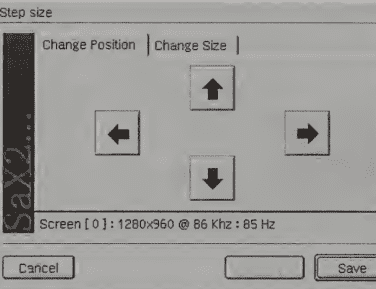 Step size
Change Position
Change Size
SaX2...
Screen [ 0 ] : 1280x960 @ 86 Khz : 85 Hz
Cancel
Save